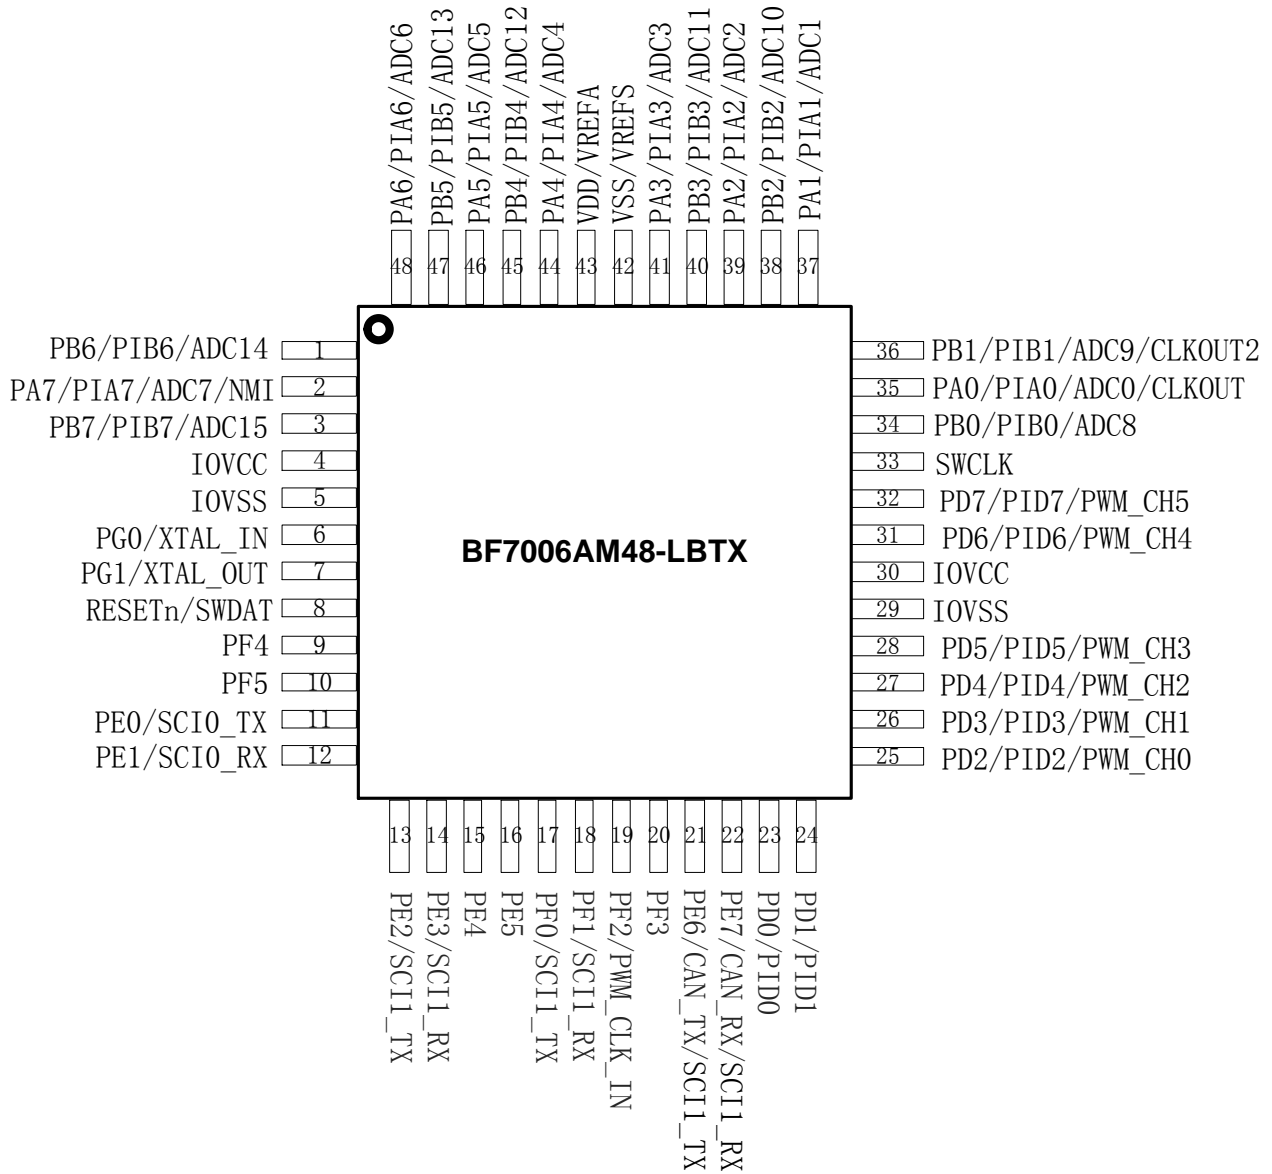 PA6/PIA6/ADC6
PB5/PIB5/ADC13
PA5/PIA5/ADC5
PB4/PIB4/ADC12
PA4/PIA4/ADC4
VDD/VREFA
VSS/VREFS
PA3/PIA3/ADC3
PB3/PIB3/ADC11
PA2/PIA2/ADC2
PB2/PIB2/ADC10
PA1/PIA1/ADC1
48
47
46
45
44
43
42
41
40
39
38
37
PB6/PIB6/ADC14 1
PA7/PIA7/ADC7/NMI 2
PB7/PIB7/ADC15 3
IOVCC 4
IOVSS 5
PG0/XTAL_IN 6
PG1/XTAL_OUT 7
RESETn/SWDAT 8
PF4 9
PF5 10
PE0/SCI0_TX 11
PE1/SCI0_RX 12
BF7006AM48-LBTX
36 PB1/PIB1/ADC9/CLKOUT2
35 PA0/PIA0/ADC0/CLKOUT
34 PB0/PIB0/ADC8
33 SWCLK
32 PD7/PID7/PWM_CH5
31 PD6/PID6/PWM_CH4
30 IOVCC
29 IOVSS
28 PD5/PID5/PWM_CH3
27 PD4/PID4/PWM_CH2
26 PD3/PID3/PWM_CH1
25 PD2/PID2/PWM_CH0
13
14
15
16
17
18
19
20
21
22
23
24
PE2/SCI1_TX
PE3/SCI1_RX
PE4
PE5
PF0/SCI1_TX
PF1/SCI1_RX
PF2/PWM_CLK_IN
PF3
PE6/CAN_TX/SCI1_TX
PE7/CAN_RX/SCI1_RX
PD0/PID0
PD1/PID1